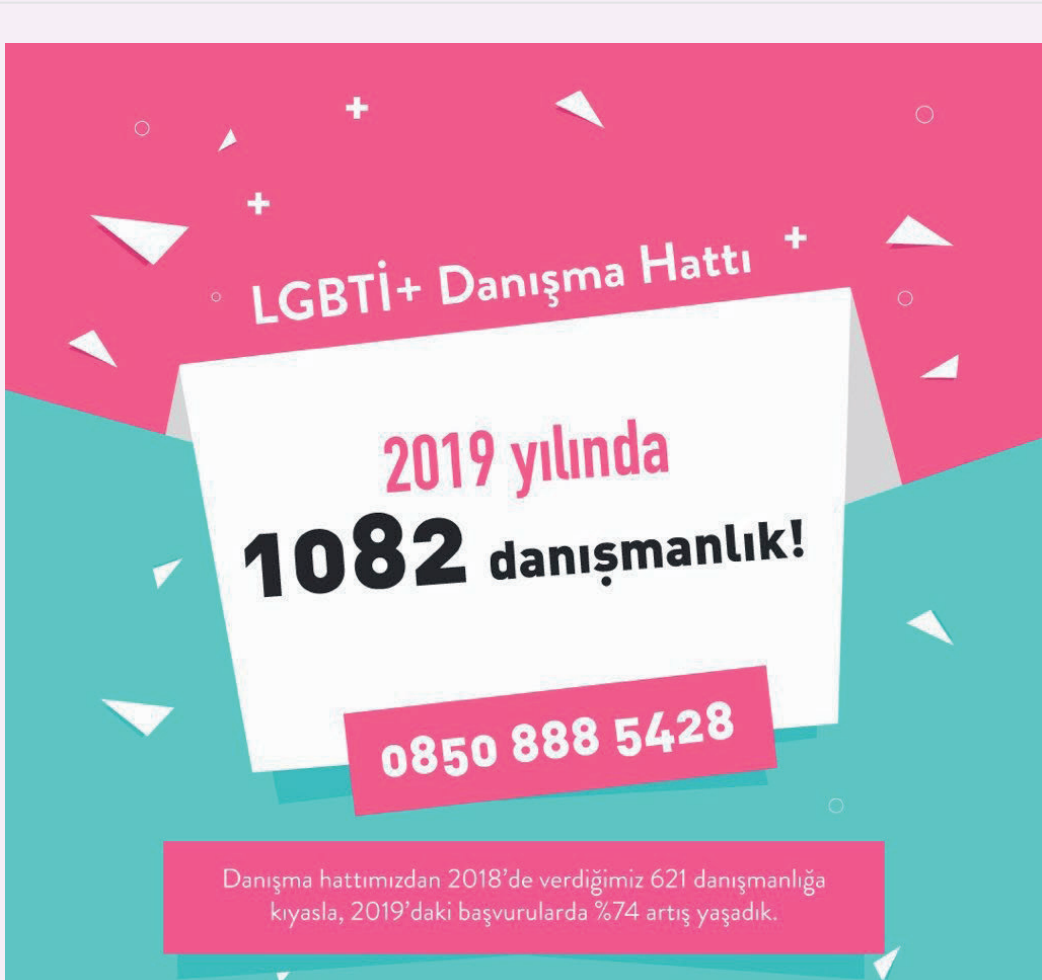 LGBTİ+ Danışma Hattı
2019 yılında
1082 danışmanlık!
0850 888 5428
Danışma hattımızdan 2018'de verdiğimiz 621 danışmanlığa
kıyasla, 2019'daki başvurularda %74 artış yaşadık.